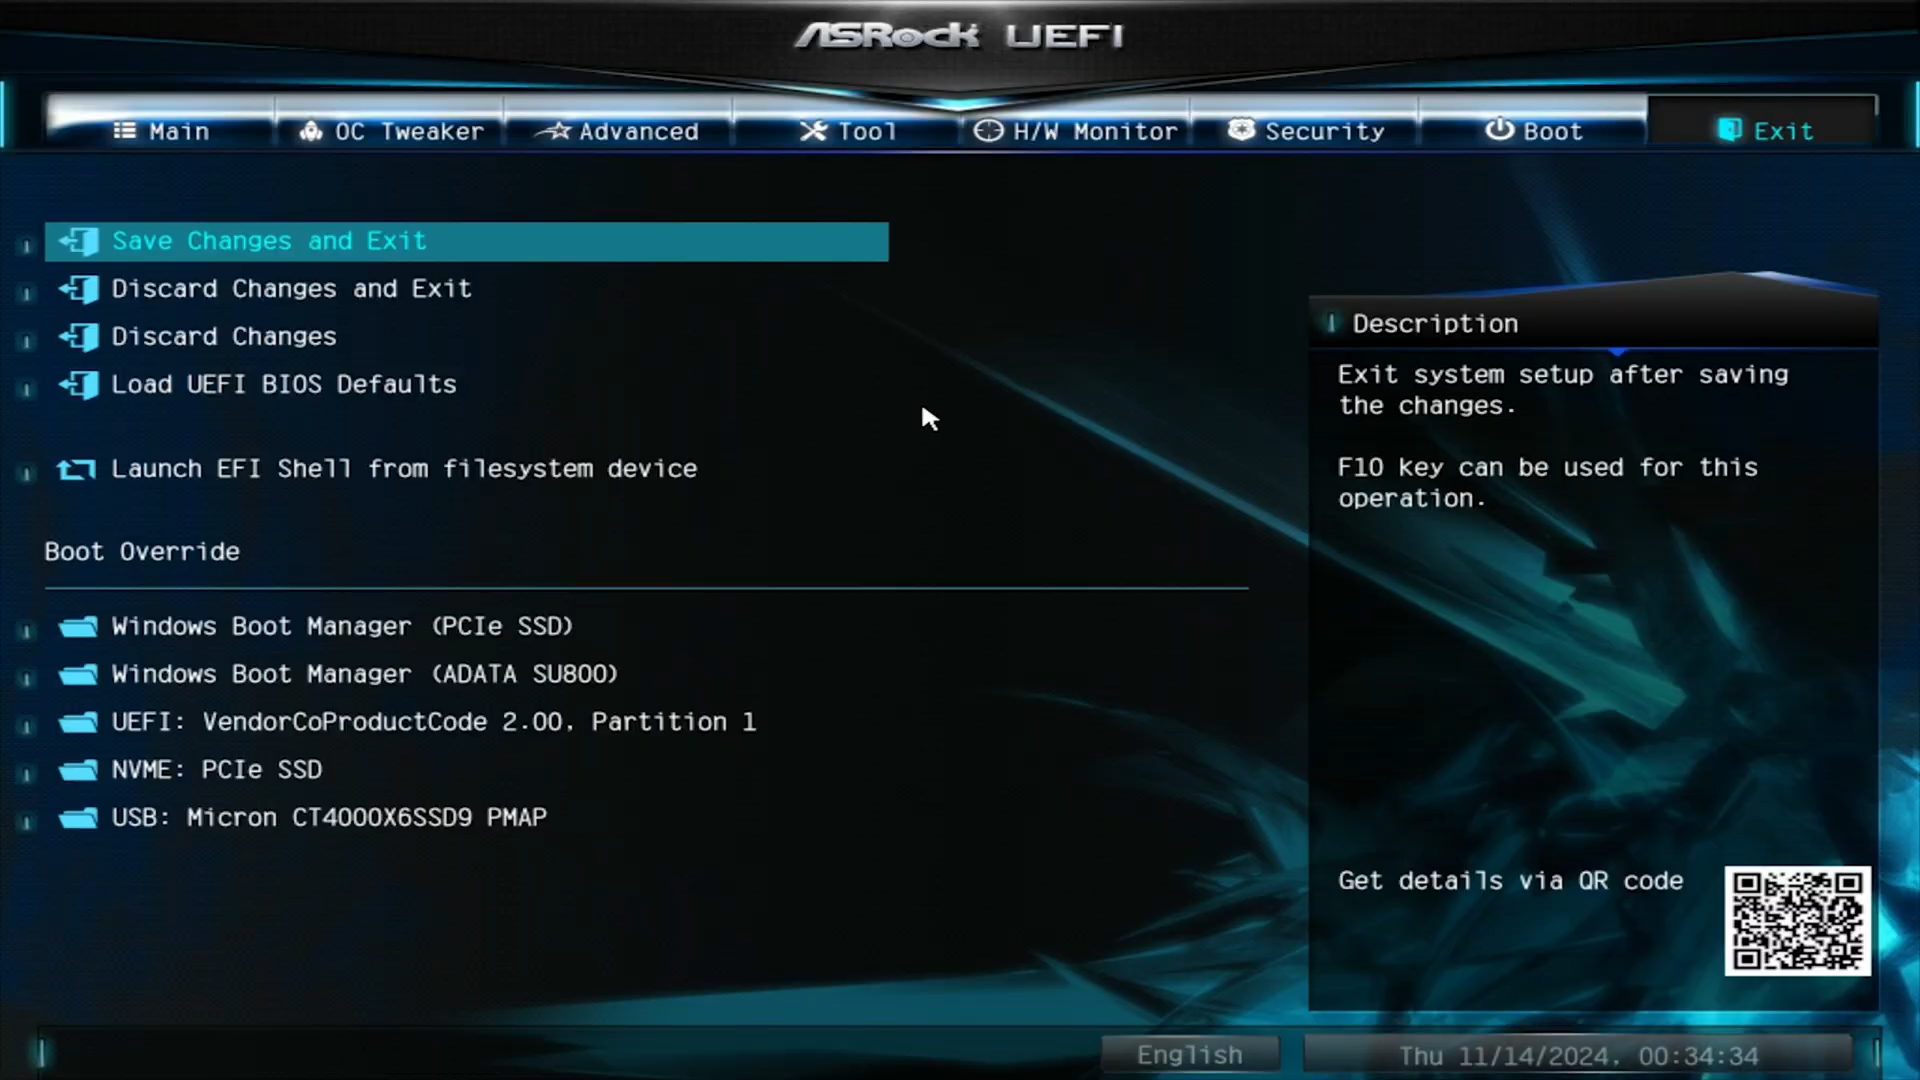 ASRock UEFI
Main
OC Tweaker
Advanced
Tool
H/W Monitor
Security
Boot
Exit
Save Changes and Exit
Discard Changes and Exit
Discard Changes
Load UEFI BIOS Defaults
Launch EFI Shell from filesystem device
Boot Override
Windows Boot Manager (PCIe SSD)
Windows Boot Manager (ADATA SU800)
UEFI: VendorCoProductCode 2.00, Partition 1
NVME: PCIe SSD
USB: Micron CT4000X6SSD9 PMAP
Description
Exit system setup after saving
the changes.
F10 key can be used for this
operation.
Get details via QR code
English
Thu 11/14/2024, 00:34:34